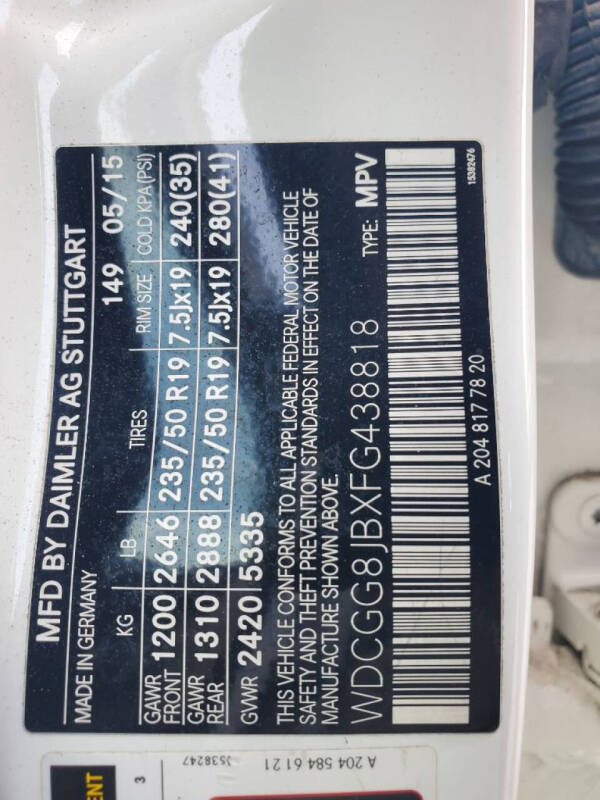 MFD BY DAIMLER AG STUTTGART
MADE IN GERMANY 149 05/15
KG LB TIRES RIM SIZE COLD KPA(PSI)
GAWR FRONT 1200 2646 235/50 R19 7.5Jx19 240(35)
GAWR REAR 1310 2888 235/50 R19 7.5Jx19 280(41)
GVWR 2420 5335
THIS VEHICLE CONFORMS TO ALL APPLICABLE FEDERAL MOTOR VEHICLE
SAFETY AND THEFT PREVENTION STANDARDS IN EFFECT ON THE DATE OF
MANUFACTURE SHOWN ABOVE.
WDCGG8JBXFG438818 TYPE: MPV
A 204 817 78 20
15382476
A 204 584 61 21
3538247
3
ENT